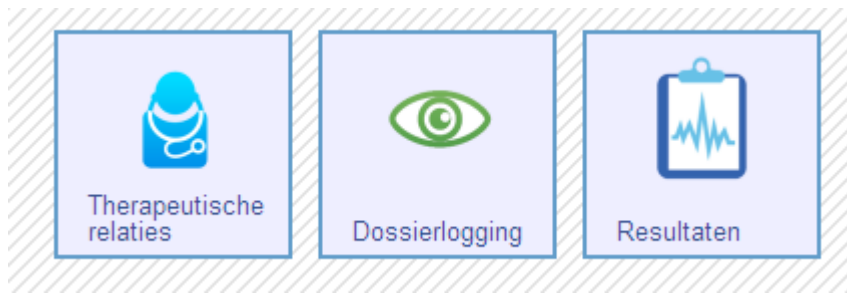 Therapeutische
relaties
Dossierlogging
Resultaten